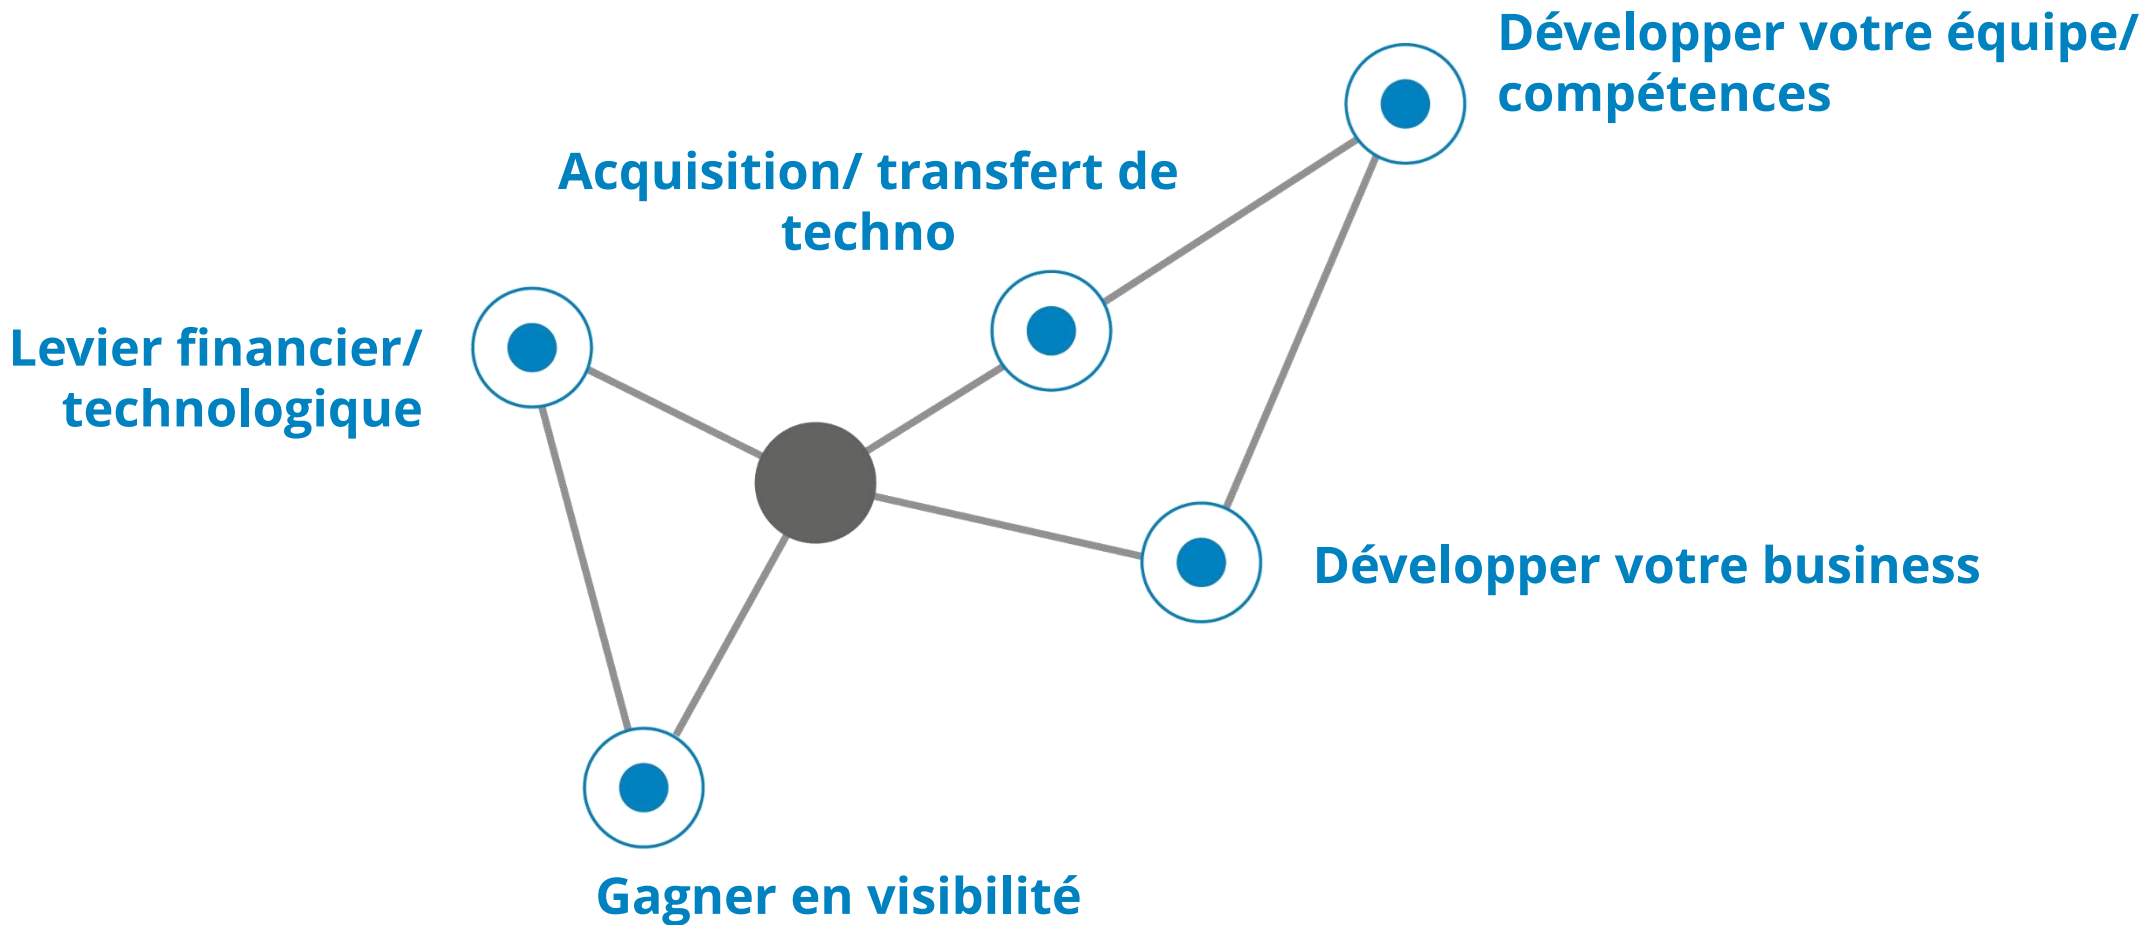 Développer votre équipe/
compétences
Acquisition/ transfert de
techno
Levier financier/
technologique
Développer votre business
Gagner en visibilité